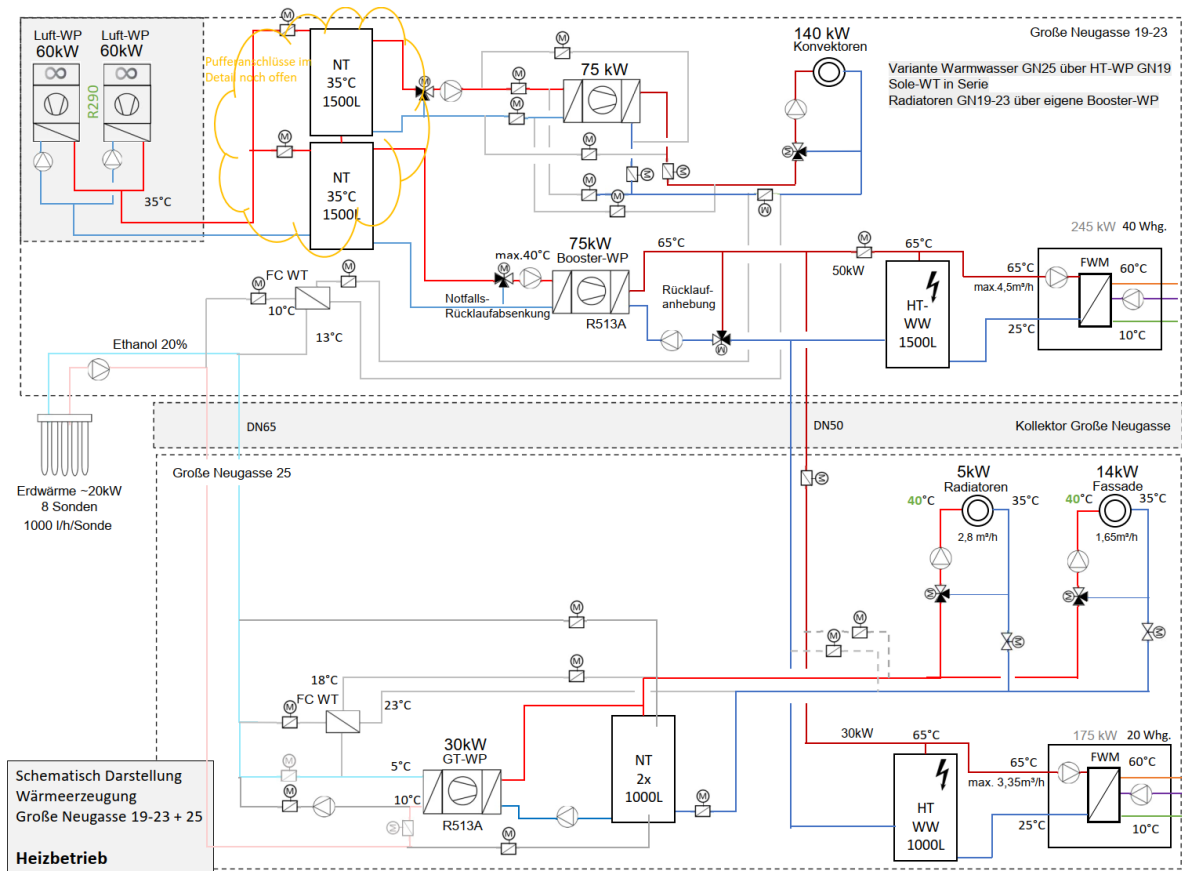 Große Neugasse 19-23
Variante Warmwasser GN25 über HT-WP GN19
Sole-WT in Serie
Radiatoren GN19-23 über eigene Booster-WP
Luft-WP
60kW
Luft-WP
60kW
R290
35°C
Pufferanschlüsse im
Detail noch offen
NT
35°C
1500L
NT
35°C
1500L
M
M
M
M
M
75 kW
M
M
M
M
M
M
M
140 kW
Konvektoren
M
75kW
Booster-WP
R513A
max.40°C
M
Notfalls-
Rücklaufabsenkung
65°C
Rücklauf-
anhebung
M
M
50kW
65°C
HT-
WW
1500L
65°C
max.4,5m³/h
25°C
245 kW 40 Whg.
FWM
60°C
10°C
FC WT
M
M
10°C
13°C
Ethanol 20%
Erdwärme ~20kW
8 Sonden
1000 l/h/Sonde
DN65
DN50
Kollektor Große Neugasse
Große Neugasse 25
M
5kW
Radiatoren
40°C
35°C
2,8 m³/h
M
M
14kW
Fassade
40°C
35°C
1,65m³/h
M
M
M
M
M
M
18°C
FC WT
M
23°C
M
5°C
10°C
M
M
M
30kW
GT-WP
R513A
NT
2x
1000L
M
30kW
65°C
HT
WW
1000L
65°C
max. 3,35m³/h
25°C
175 kW 20 Whg.
FWM
60°C
10°C
Schematisch Darstellung
Wärmeerzeugung
Große Neugasse 19-23 + 25
Heizbetrieb